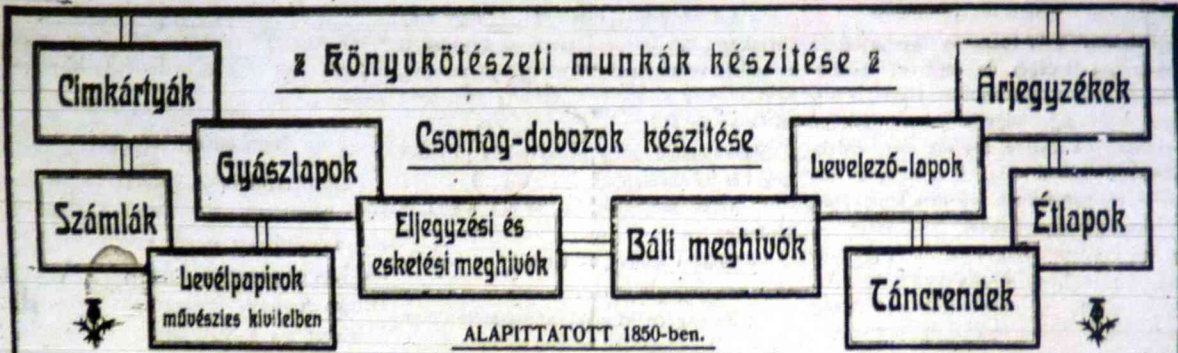 Könyvkötészeti munkák készitése
Cimkártyák
Arjegyzékek
Csomag-dobozok készitése
Gyászlapok
Levelező-lapok
Számlák
Étlapok
Eljegyzési és
esketési meghivók
Báli meghivók
Levélpapirok
művészies kivitelben
Táncrendek
ALAPITTATOTT 1850-ben.